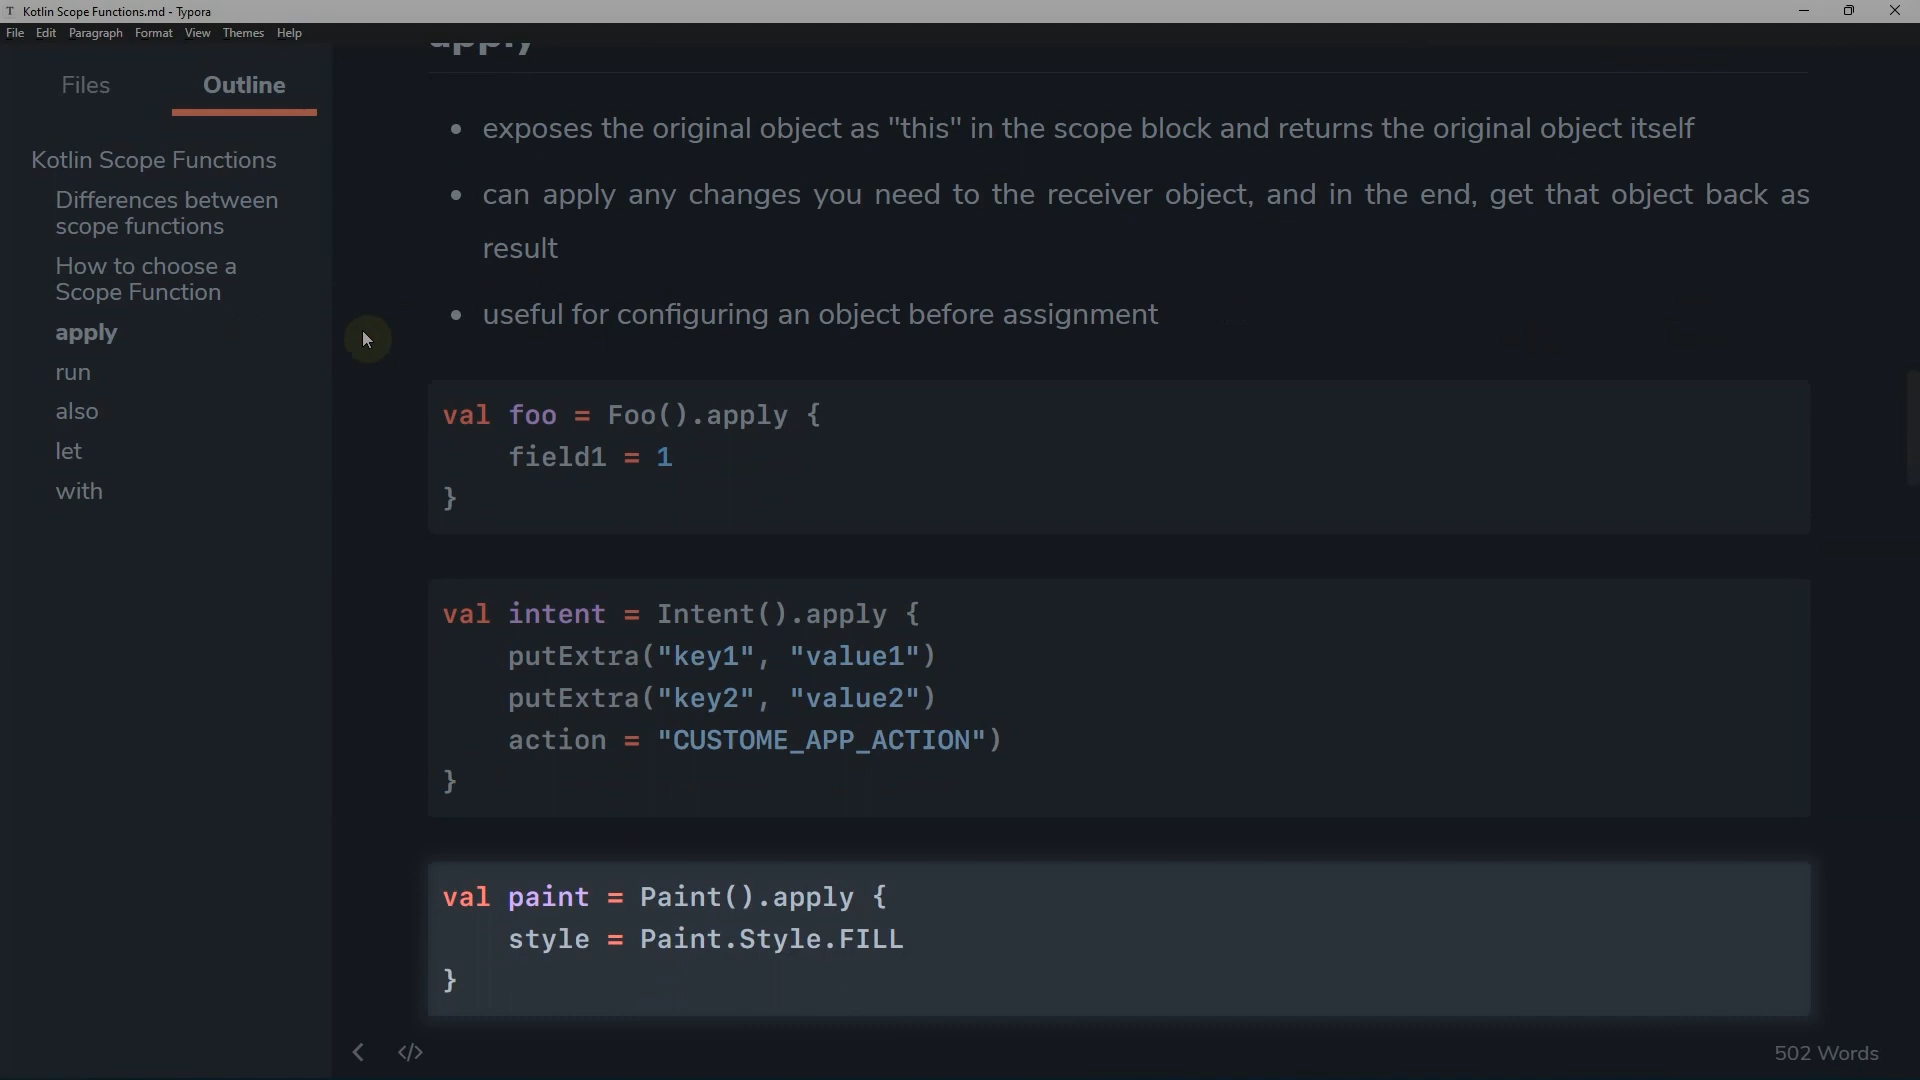 T Kotlin Scope Functions.md - Typora
File Edit Paragraph Format View Themes Help
Files Outline
Kotlin Scope Functions
Differences between
scope functions
How to choose a
Scope Function
apply
run
also
let
with
apply
• exposes the original object as "this" in the scope block and returns the original object itself
• can apply any changes you need to the receiver object, and in the end, get that object back as
result
• useful for configuring an object before assignment
val foo = Foo().apply {
    field1 = 1
}
val intent = Intent().apply {
    putExtra("key1", "value1")
    putExtra("key2", "value2")
    action = "CUSTOME_APP_ACTION")
}
val paint = Paint().apply {
    style = Paint.Style.FILL
}
502 Words